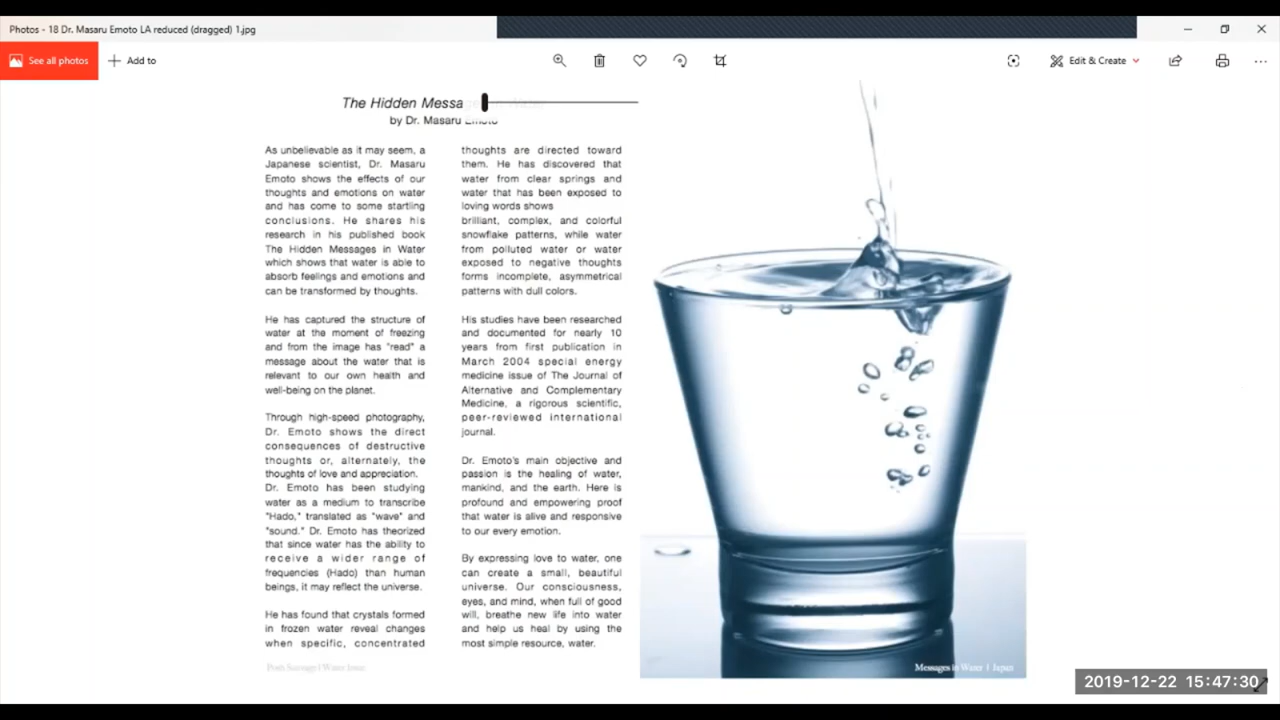 Photos - 18 Dr. Masaru Emoto LA reduced (dragged) 1.jpg
See all photos
Add to
Edit & Create
The Hidden Messa
by Dr. Masaru Emoto
As unbelievable as it may seem, a
Japanese scientist, Dr. Masaru
Emoto shows the effects of our
thoughts and emotions on water
and has come to some startling
conclusions. He shares his
research in his published book
The Hidden Messages in Water
which shows that water is able to
absorb feelings and emotions and
can be transformed by thoughts.
He has captured the structure of
water at the moment of freezing
and from the image has "read" a
message about the water that is
relevant to our own health and
well-being on the planet.
Through high-speed photography,
Dr. Emoto shows the direct
consequences of destructive
thoughts or, alternately, the
thoughts of love and appreciation.
Dr. Emoto has been studying
water as a medium to transcribe
"Hado," translated as "wave" and
"sound." Dr. Emoto has theorized
that since water has the ability to
receive a wider range of
frequencies (Hado) than human
beings, it may reflect the universe.
He has found that crystals formed
in frozen water reveal changes
when specific, concentrated
thoughts are directed toward
them. He has discovered that
water from clear springs and
water that has been exposed to
loving words shows
brilliant, complex, and colorful
snowflake patterns, while water
from polluted water or water
exposed to negative thoughts
forms incomplete, asymmetrical
patterns with dull colors.
His studies have been researched
and documented for nearly 10
years from first publication in
March 2004 special energy
medicine issue of The Journal of
Alternative and Complementary
Medicine, a rigorous scientific,
peer-reviewed international
journal.
Dr. Emoto's main objective and
passion is the healing of water,
mankind, and the earth. Here is
profound and empowering proof
that water is alive and responsive
to our every emotion.
By expressing love to water, one
can create a small, beautiful
universe. Our consciousness,
eyes, and mind, when full of good
will, breathe new life into water
and help us heal by using the
most simple resource, water.
Water Issue
Messages in Water | Japan
2019-12-22 15:47:30